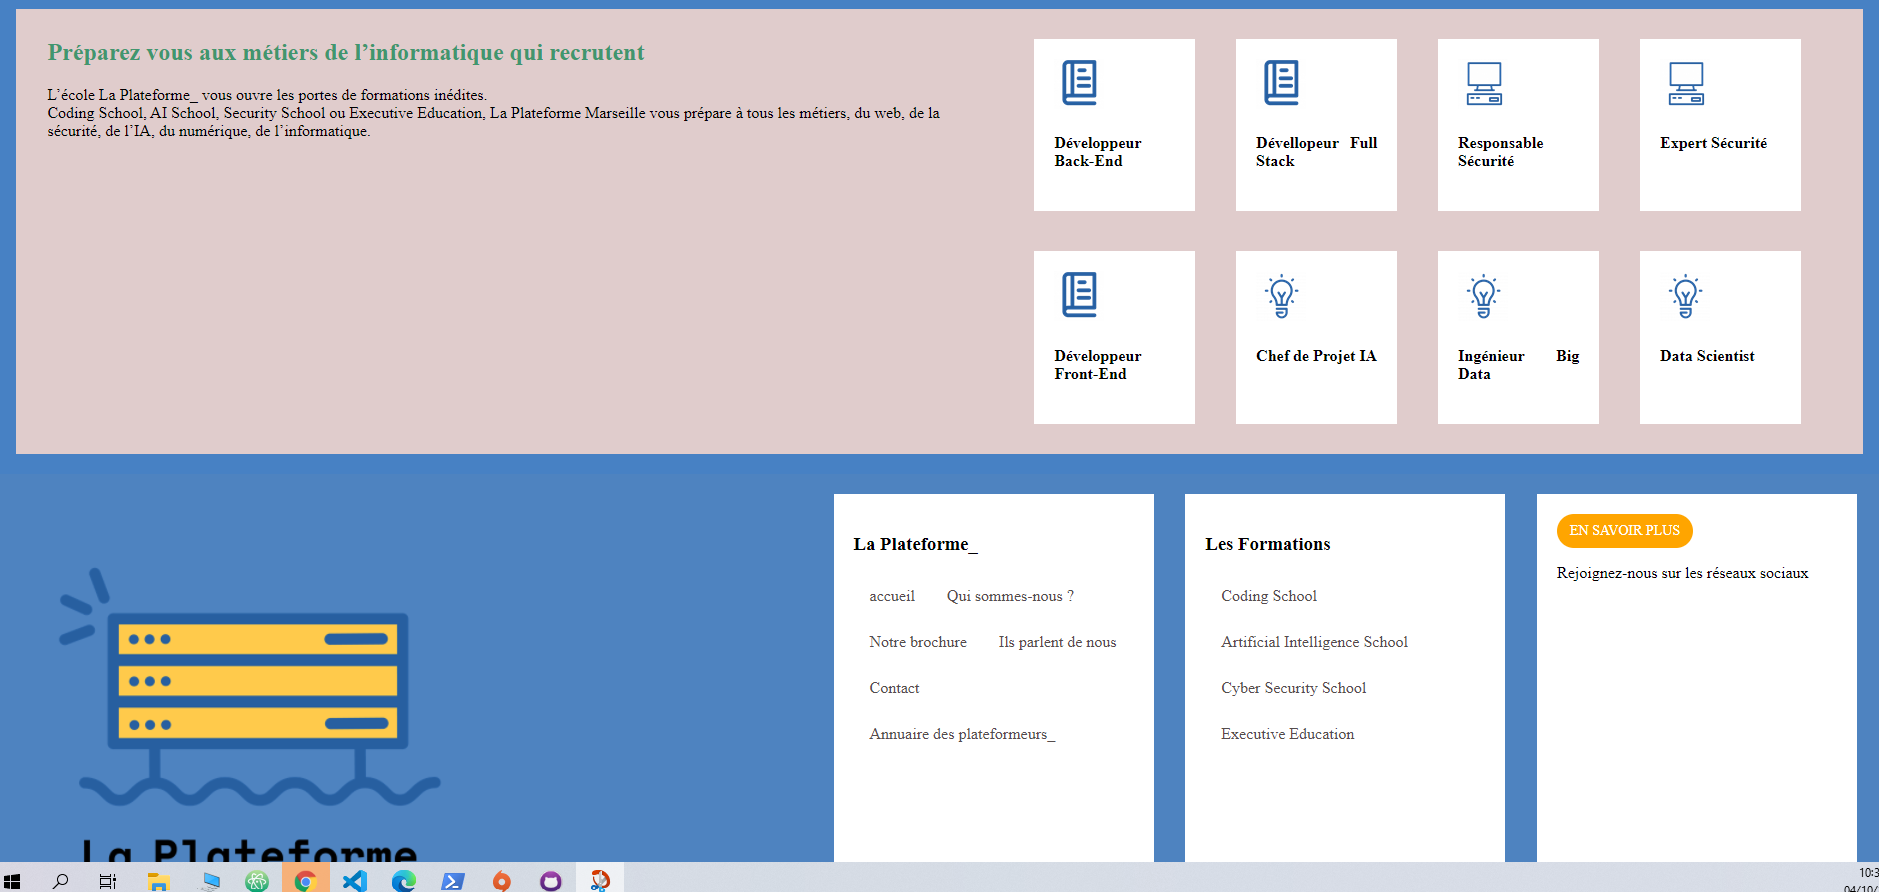 Préparez vous aux métiers de l’informatique qui recrutent
L’école La Plateforme_ vous ouvre les portes de formations inédites.
Coding School, AI School, Security School ou Executive Education, La Plateforme Marseille vous prépare à tous les métiers, du web, de la
sécurité, de l’IA, du numérique, de l’informatique.
Développeur
Back-End
Dévellopeur Full
Stack
Responsable
Sécurité
Expert Sécurité
Développeur
Front-End
Chef de Projet IA
Ingénieur Big
Data
Data Scientist
La Plateforme
La Plateforme_
accueil Qui sommes-nous ?
Notre brochure Ils parlent de nous
Contact
Annuaire des plateformeurs_
Les Formations
Coding School
Artificial Intelligence School
Cyber Security School
Executive Education
EN SAVOIR PLUS
Rejoignez-nous sur les réseaux sociaux